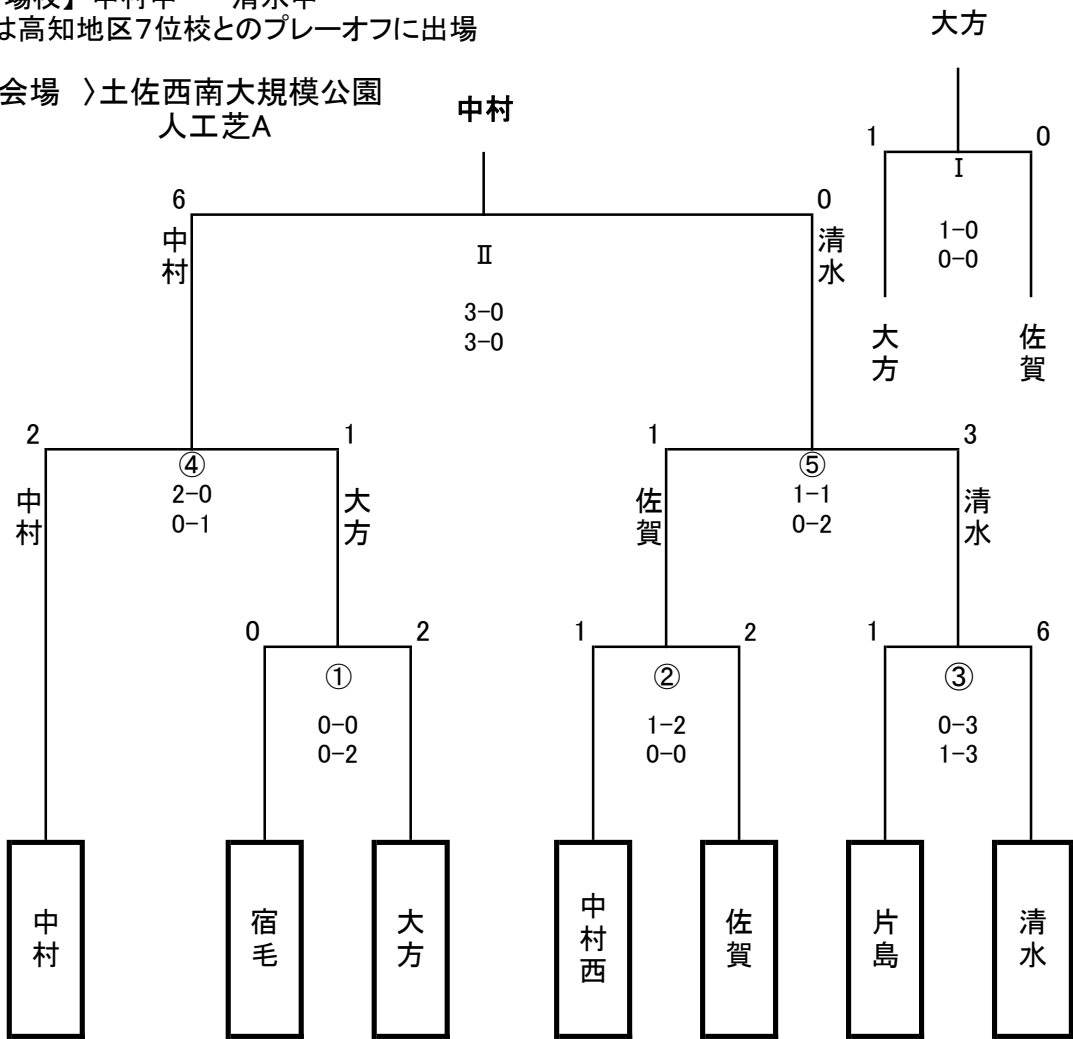 場校】 中村中 清水中
は高知地区7位校とのプレーオフに出場
会場 〉土佐西南大規模公園
人工芝A
中村
大方
1 0
Ⅰ
1-0
0-0
大方 佐賀
6 0
中村 清水
Ⅱ
3-0
3-0
2 1
④
2-0
0-1
中村 大方
1 3
⑤
1-1
0-2
佐賀 清水
0 2
①
0-0
0-2
1 2
②
1-2
0-0
1 6
③
0-3
1-3
中村 宿毛 大方 中村西 佐賀 片島 清水